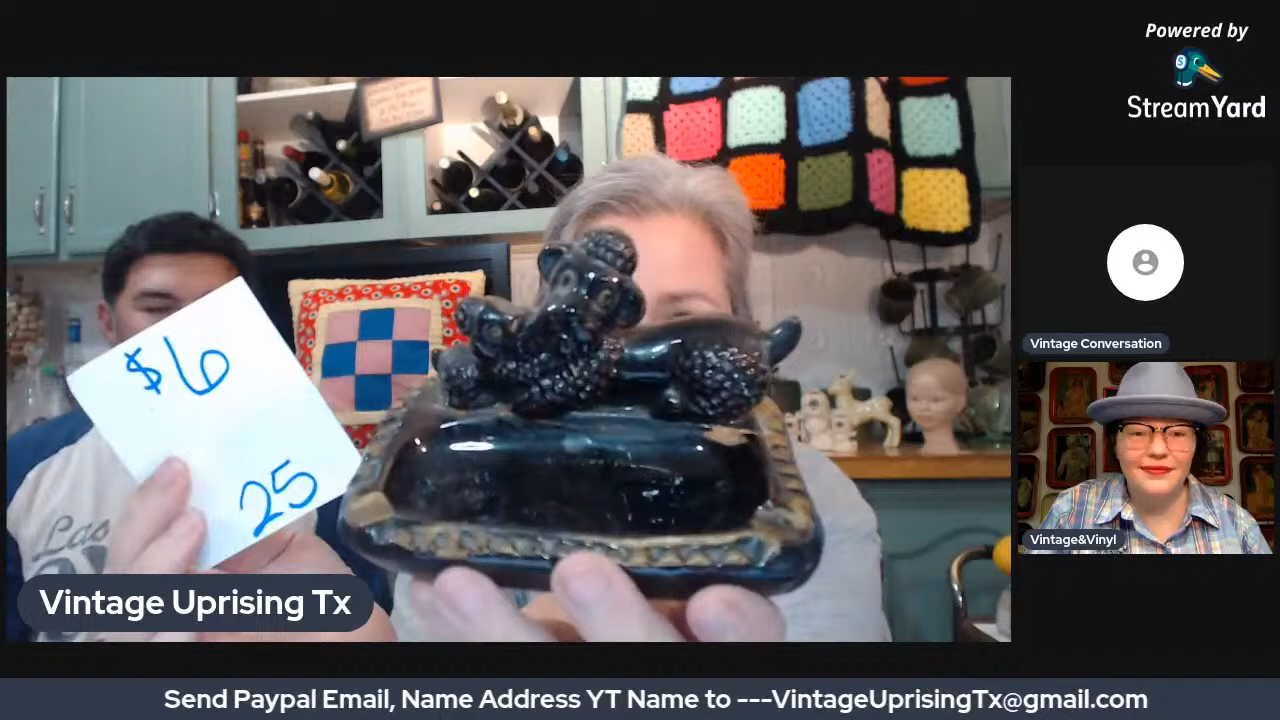 Powered by
StreamYard
$6
25
Vintage Conversation
Vintage&Vinyl
Vintage Uprising Tx
Send Paypal Email, Name Address YT Name to ---VintageUprisingTx@gmail.com